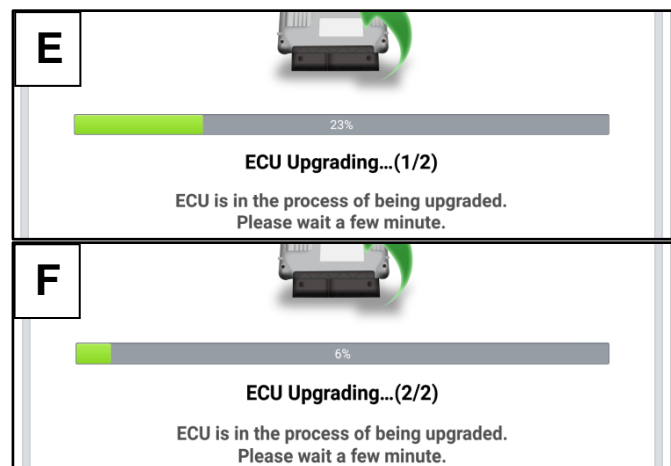 E
23%
ECU Upgrading...(1/2)
ECU is in the process of being upgraded.
Please wait a few minute.
F
6%
ECU Upgrading...(2/2)
ECU is in the process of being upgraded.
Please wait a few minute.